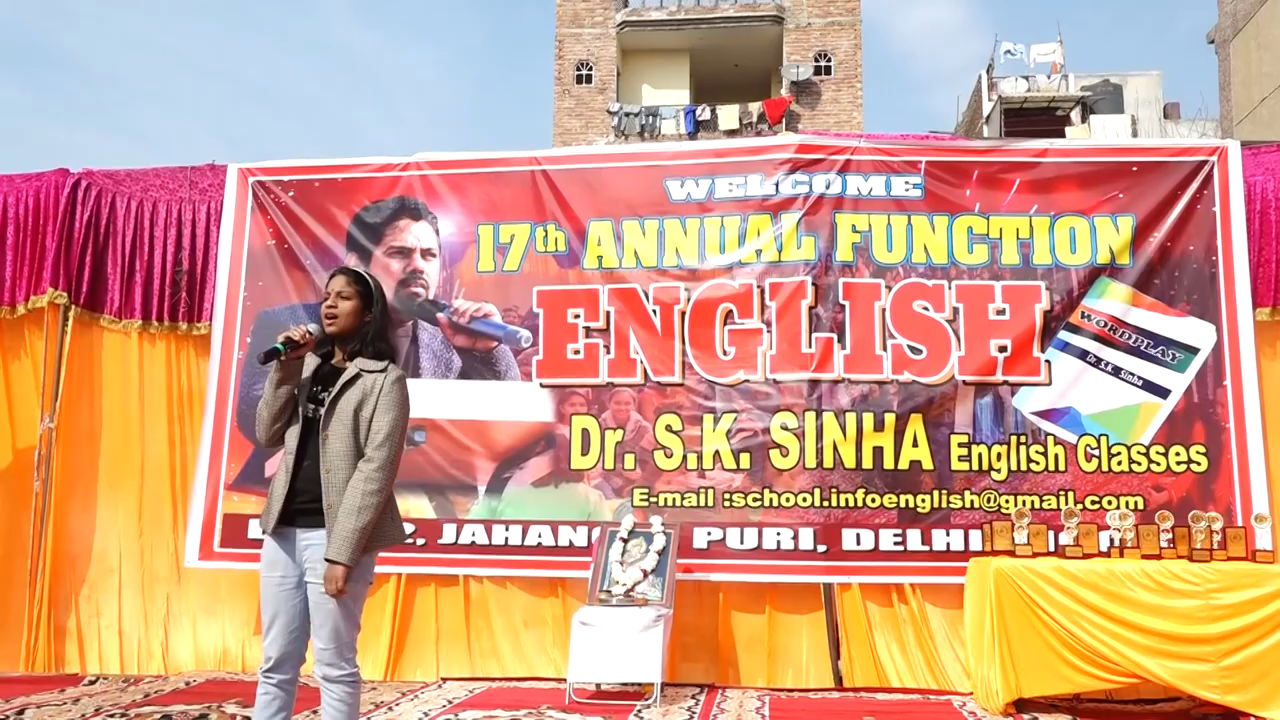 WELCOME
17th ANNUAL FUNCTION
ENGLISH
WORDPLAY
Dr. S.K. Sinha
Dr. S.K. SINHA English Classes
E-mail :school.infoenglish@gmail.com
JAHANG PURI, DELHI